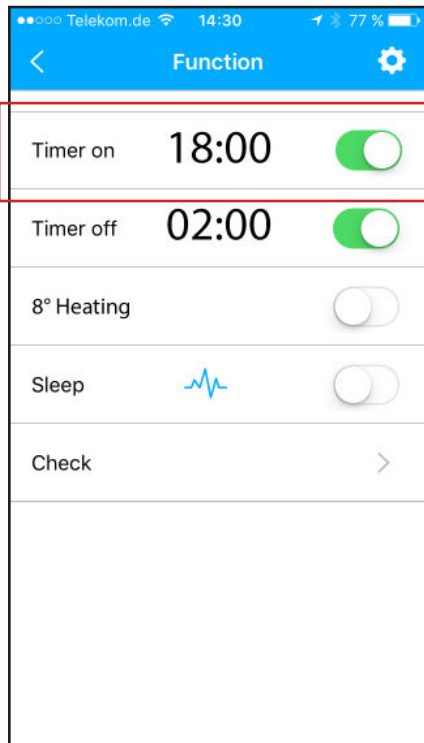 Telekom.de 14:30 77 %
Function
Timer on 18:00
Timer off 02:00
8° Heating
Sleep
Check